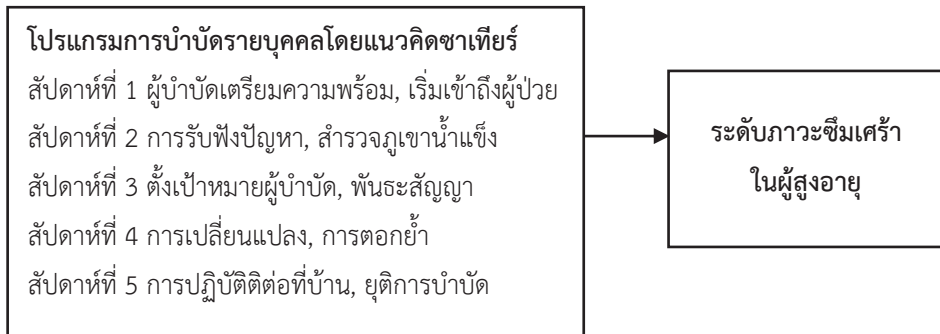 โปรแกรมการบำบัดรายบุคคลโดยแนวคิดซาเทียร์
สัปดาห์ที่ 1 ผู้บำบัดเตรียมความพร้อม, เริ่มเข้าถึงผู้ป่วย
สัปดาห์ที่ 2 การรับฟังปัญหา, สำรวจภูเขาน้ำแข็ง
สัปดาห์ที่ 3 ตั้งเป้าหมายผู้บำบัด, พันธะสัญญา
สัปดาห์ที่ 4 การเปลี่ยนแปลง, การตอกย้ำ
สัปดาห์ที่ 5 การปฏิบัติติต่อที่บ้าน, ยุติการบำบัด
ระดับภาวะซึมเศร้า
ในผู้สูงอายุ